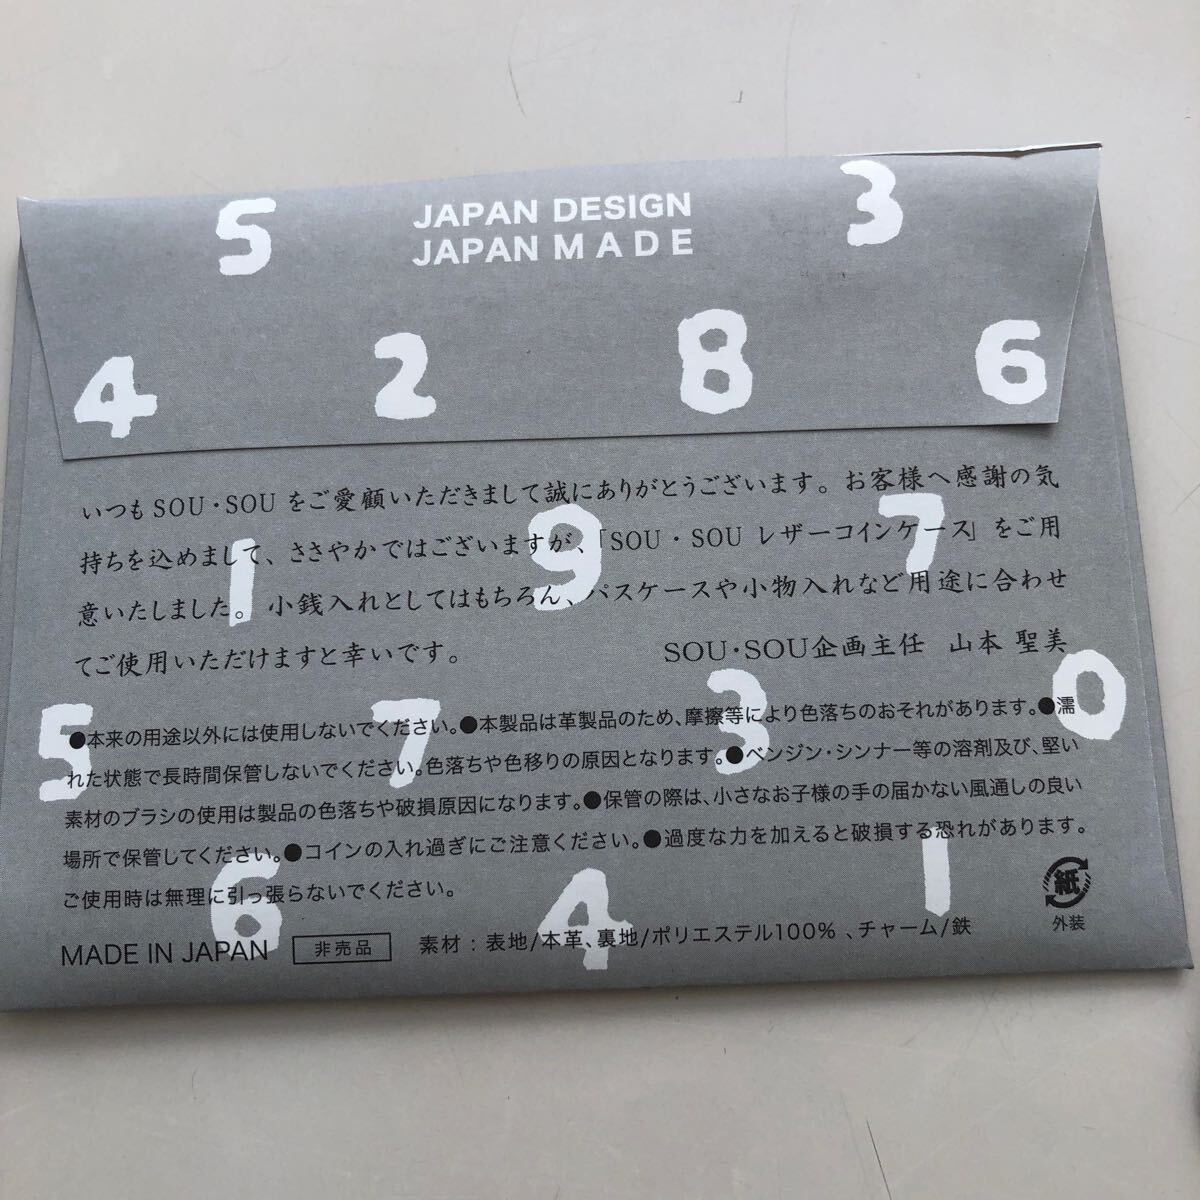 5
3
JAPAN DESIGN
JAPAN MADE
4
2
8
6
いつもSOU・SOUをご愛顧いただきまして誠にありがとうございます。お客様へ感謝の気
持ちを込めまして、ささやかではございますが、「SOU・SOU レザーコインケース」をご用
意いたしました。小銭入れとしてはもちろん、パスケースや小物入れなど用途に合わせ
てご使用いただけますと幸いです。
SOU・SOU企画主任 山本 聖美
1
9
7
5
7
3
0
●本来の用途以外には使用しないでください。●本製品は革製品のため、摩擦等により色落ちのおそれがあります。●濡
れた状態で長時間保管しないでください。色落ちや色移りの原因となります。●ベンジン・シンナー等の溶剤及び、堅い
素材のブラシの使用は製品の色落ちや破損原因になります。●保管の際は、小さなお子様の手の届かない風通しの良い
場所で保管してください。●コインの入れ過ぎにご注意ください。●過度な力を加えると破損する恐れがあります。
ご使用時は無理に引っ張らないでください。
6
4
1
紙
外装
MADE IN JAPAN 非売品 素材：表地/本革、裏地/ポリエステル100%、チャーム/鉄